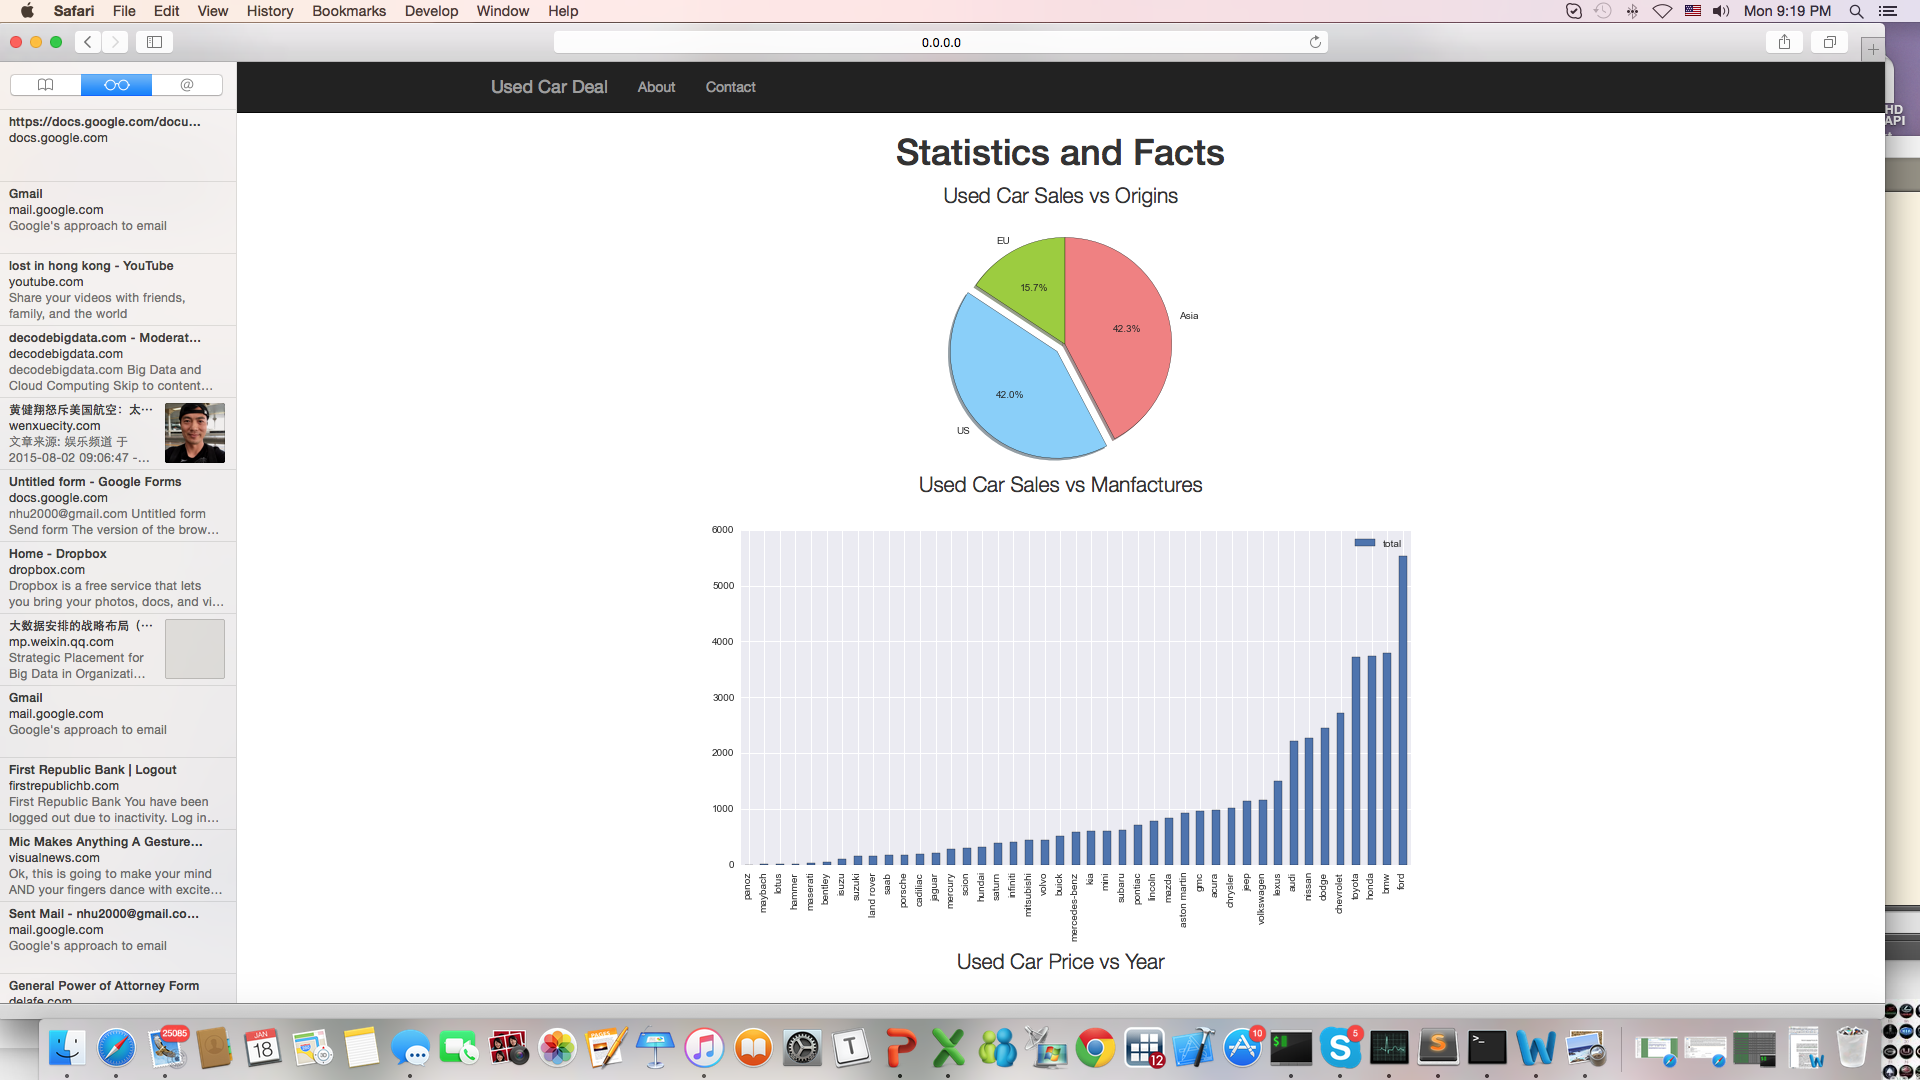 Safari File Edit View History Bookmarks Develop Window Help
Mon 9:19 PM
0.0.0.0
@
https://docs.google.com/docu...
docs.google.com
Gmail
mail.google.com
Google's approach to email
lost in hong kong - YouTube
youtube.com
Share your videos with friends,
family, and the world
decodebigdata.com - Moderat...
decodebigdata.com
decodebigdata.com Big Data and
Cloud Computing Skip to content...
黄健翔怒斥美国航空：太...
wenxuecity.com
文章来源: 娱乐频道 于
2015-08-02 09:06:47 -...
Untitled form - Google Forms
docs.google.com
nhu2000@gmail.com Untitled form
Send form The version of the brow...
Home - Dropbox
dropbox.com
Dropbox is a free service that lets
you bring your photos, docs, and vi...
大数据安排的战略布局（...
mp.weixin.qq.com
Strategic Placement for
Big Data in Organizati...
Gmail
mail.google.com
Google's approach to email
First Republic Bank | Logout
firstrepublichb.com
First Republic Bank You have been
logged out due to inactivity. Log in...
Mic Makes Anything A Gesture...
visualnews.com
Ok, this is going to make your mind
AND your fingers dance with excite...
Sent Mail - nhu2000@gmail.co...
mail.google.com
Google's approach to email
General Power of Attorney Form
delafe.com
Used Car Deal About Contact
Statistics and Facts
Used Car Sales vs Origins
EU
15.7%
Asia
42.3%
42.0%
US
Used Car Sales vs Manfactures
6000
total
5000
4000
3000
2000
1000
0
panoz
maybach
lotus
hammer
maserati
bentley
isuzu
suzuki
land rover
saab
porsche
cadillac
jaguar
mercury
scion
hundai
saturn
infiniti
mitsubishi
volvo
buick
mercedes-benz
kia
mini
subaru
pontiac
lincoln
mazda
aston martin
gmc
acura
chrysler
jeep
volkswagen
lexus
audi
nissan
dodge
chevrolet
toyota
honda
bmw
ford
Used Car Price vs Year
HD
API
25085
JAN
18
PAGES
T
12
10
5
S